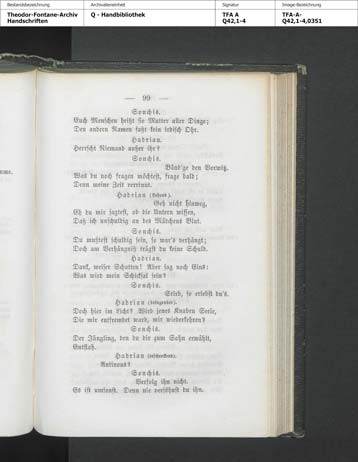 Bestandsbezeichnung
Archivalieneinheit
Signatur
Image-Bezeichnung
Theodor-Fontane-Archiv
Handschriften
Q - Handbibliothek
TFA A
Q42,1-4
TFA-A-
Q42,1-4,0351
— 99 —
Sonchis.
Euch Menschen heißt sie Mutter aller Dinge;
Den andern Namen faßt kein irdisch Ohr.
Hadrian.
Herrscht Niemand außer ihr?
Sonchis.
Bänd'ge den Vorwitz.
Was du noch fragen möchtest, frage bald;
Denn meine Zeit verrinnt.
Hadrian (flehend).
Geh nicht hinweg,
Eh du mir sagtest, ob die Untern wissen,
Daß ich unschuldig an des Mädchens Blut.
Sonchis.
Du mußtest schuldig sein, so war's verhängt;
Doch am Verhängniß trägst du keine Schuld.
Hadrian.
Dank, weiser Schatten! Aber sag noch Eins:
Was wird mein Schicksal sein?
Sonchis.
Stirb, so erlebst du's.
Hadrian (dringender).
Doch hier im Licht? Wird jenes Knaben Seele,
Die mir entfremdet ward, mir wiederkehren?
Sonchis.
Der Jüngling, den du dir zum Sohn erwählt,
Entfloh.
Hadrian (erschreckend).
Antinous?
Sonchis.
Verfolg ihn nicht.
Es ist umsonst. Denn nie versöhnst du ihn.